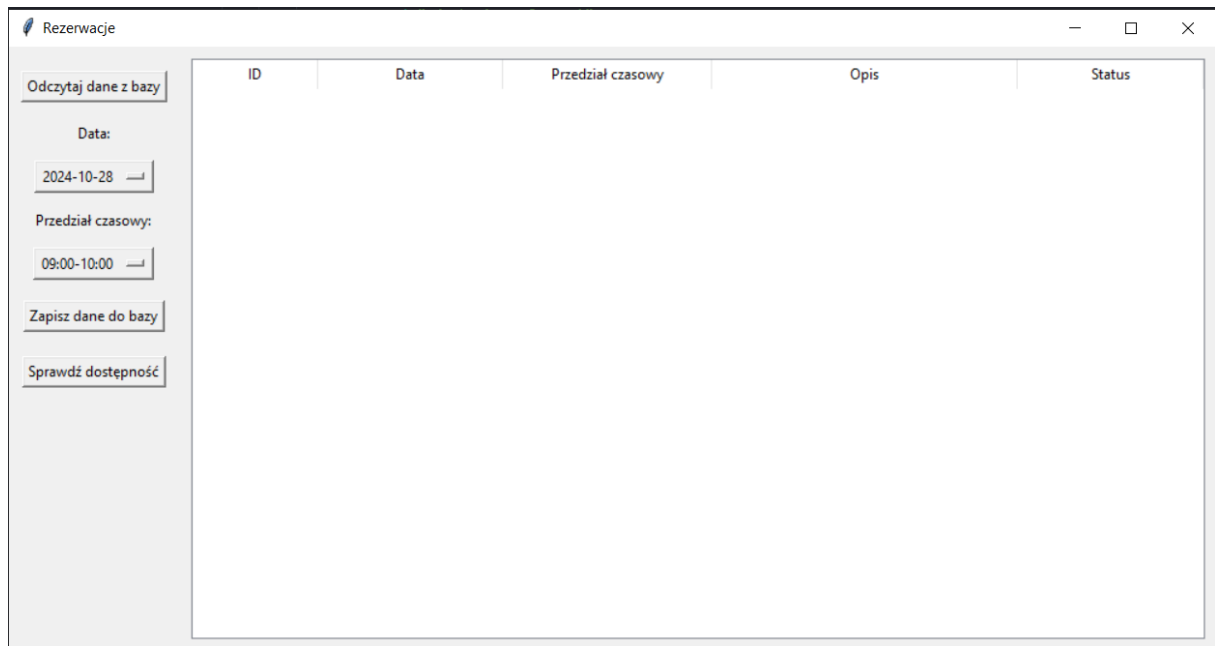 Rezerwacje
Odczytaj dane z bazy
Data:
2024-10-28
Przedział czasowy:
09:00-10:00
Zapisz dane do bazy
Sprawdź dostępność
ID Data Przedział czasowy Opis Status